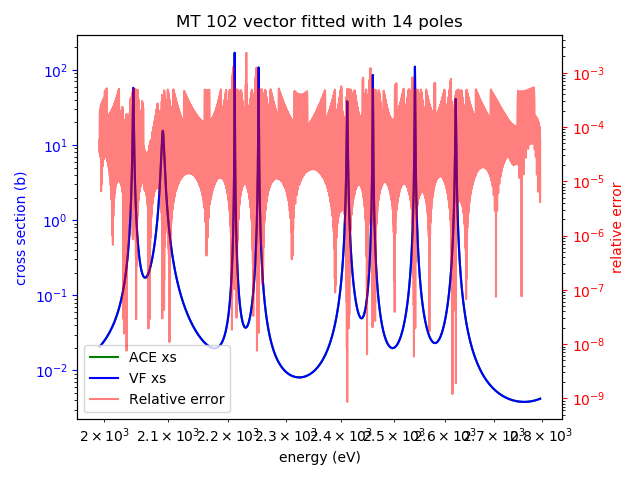 MT 102 vector fitted with 14 poles
10² 10¹ 10⁰ 10⁻¹ 10⁻²
cross section (b)
10⁻³ 10⁻⁴ 10⁻⁵ 10⁻⁶ 10⁻⁷ 10⁻⁸ 10⁻⁹
relative error
ACE xs
VF xs
Relative error
2 × 10³ 2.1 × 10³ 2.2 × 10³ 2.3 × 10³ 2.4 × 10³ 2.5 × 10³ 2.6 × 10³ 2.7 × 10³ 2.8 × 10³
energy (eV)